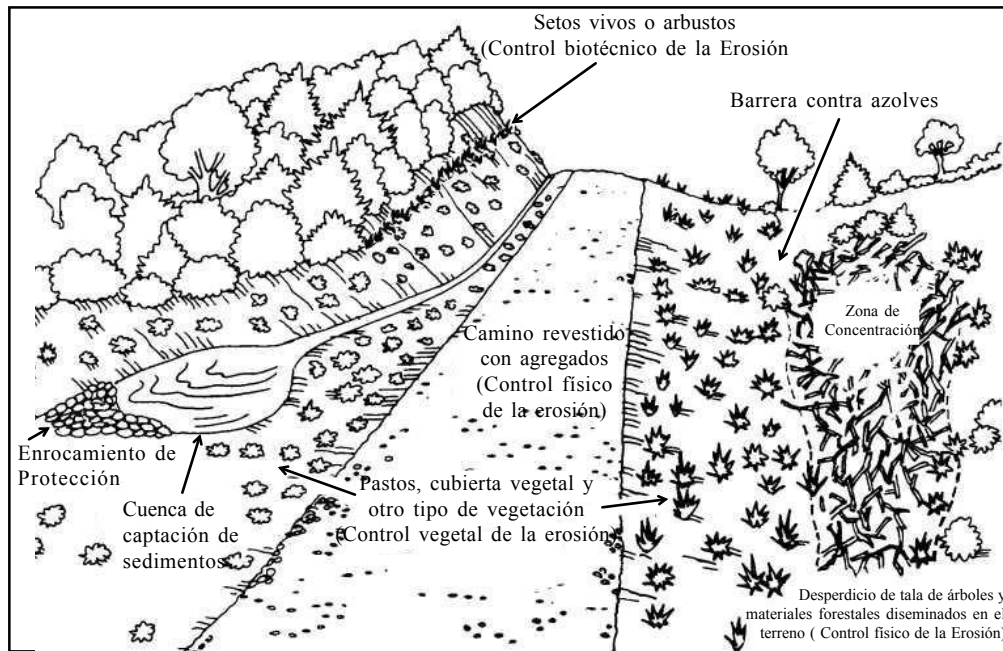 Setos vivos o arbustos
(Control biotécnico de la Erosión
Barrera contra azolves
Zona de
Concentración
Camino revestido
con agregados
(Control físico
de la erosión)
Enrocamiento de
Protección
Cuenca de
captación de
sedimentos
Pastos, cubierta vegetal y
otro tipo de vegetación
(Control vegetal de la erosión)
Desperdicio de tala de árboles y
materiales forestales diseminados en el
terreno ( Control físico de la Erosión)